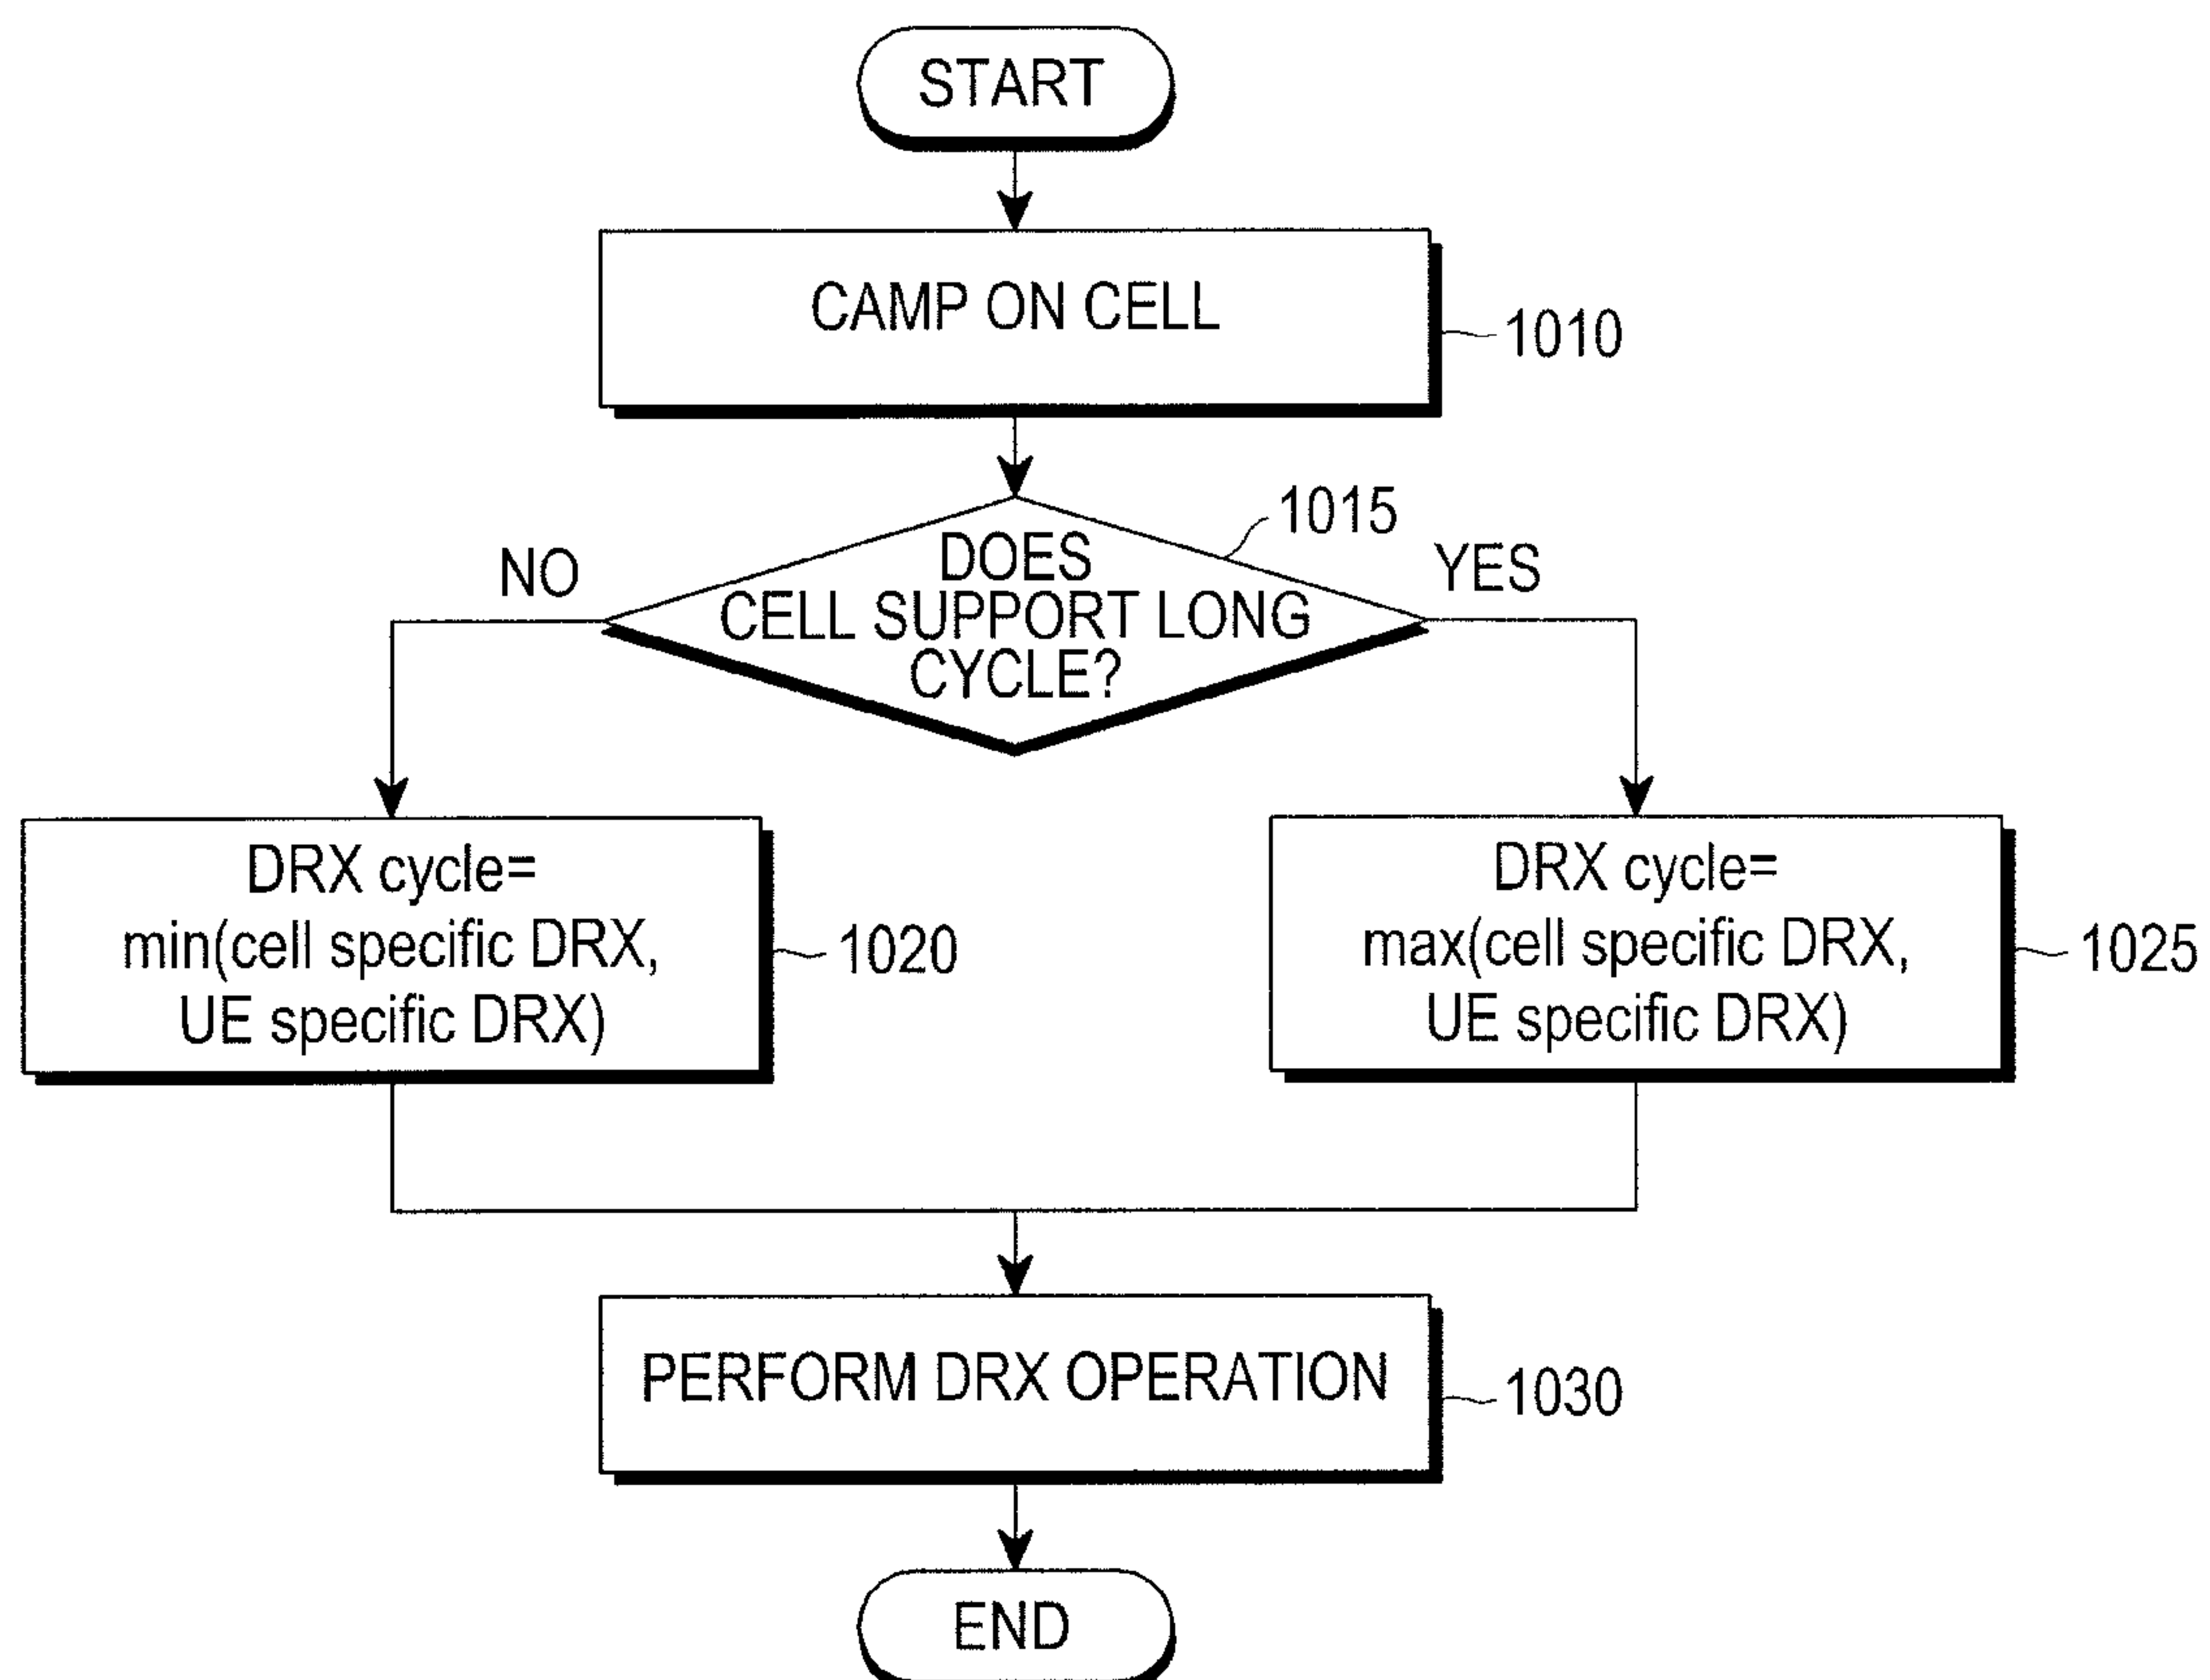 START
CAMP ON CELL
1010
1015
DOES
CELL SUPPORT LONG
CYCLE?
NO
YES
DRX cycle=
min(cell specific DRX,
UE specific DRX)
1020
DRX cycle=
max(cell specific DRX,
UE specific DRX)
1025
PERFORM DRX OPERATION
1030
END